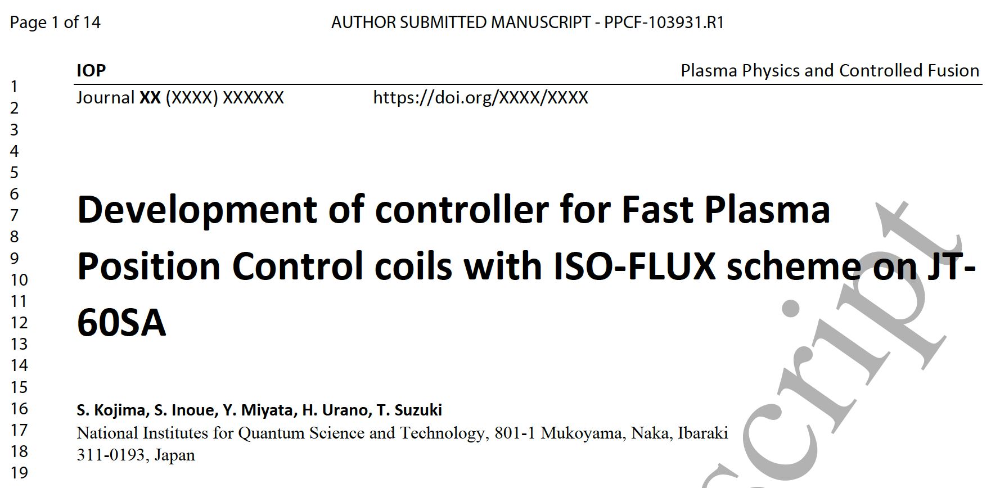 Page 1 of 14 AUTHOR SUBMITTED MANUSCRIPT - PPCF-103931.R1
IOP Plasma Physics and Controlled Fusion
1
Journal XX (XXXX) XXXXXX https://doi.org/XXXX/XXXX
2
3
4
5
6
Development of controller for Fast Plasma
7
8
9
Position Control coils with ISO-FLUX scheme on JT-
10
11
12
60SA
13
14
15
16 S. Kojima, S. Inoue, Y. Miyata, H. Urano, T. Suzuki
17 National Institutes for Quantum Science and Technology, 801-1 Mukoyama, Naka, Ibaraki
18 311-0193, Japan
19
cript